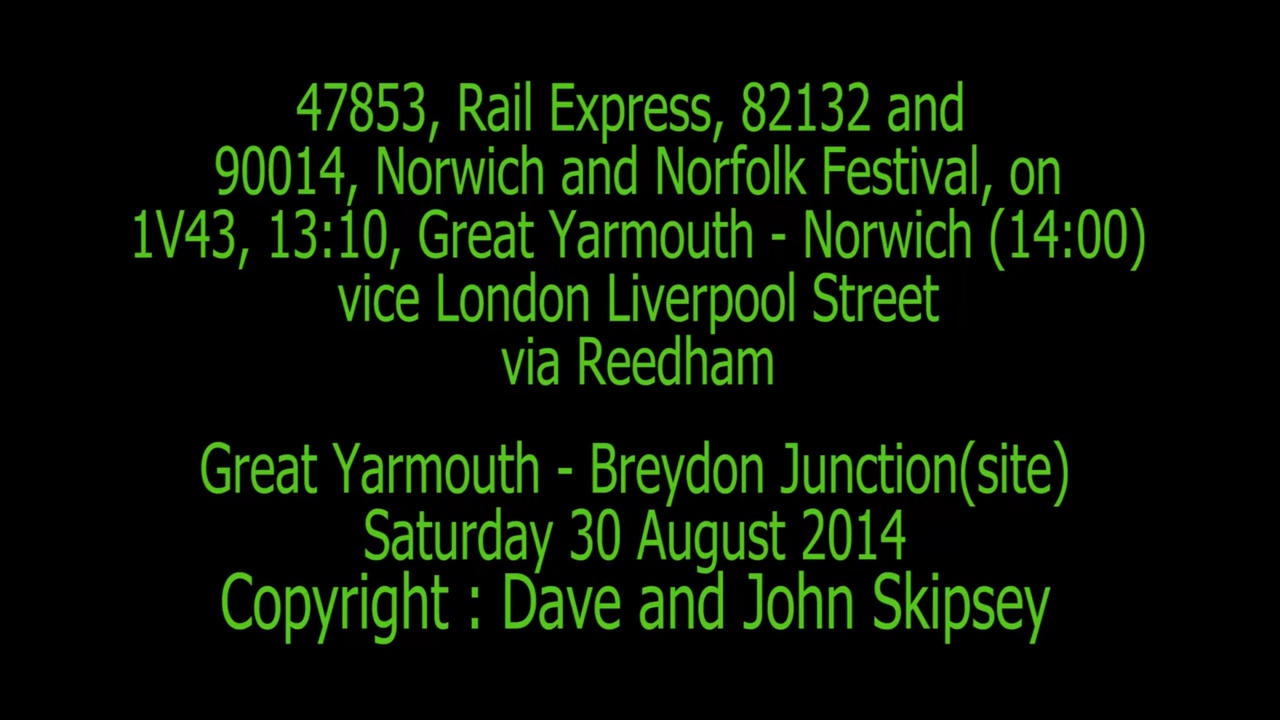 47853, Rail Express, 82132 and
90014, Norwich and Norfolk Festival, on
1V43, 13:10, Great Yarmouth - Norwich (14:00)
vice London Liverpool Street
via Reedham
Great Yarmouth - Breydon Junction(site)
Saturday 30 August 2014
Copyright : Dave and John Skipsey